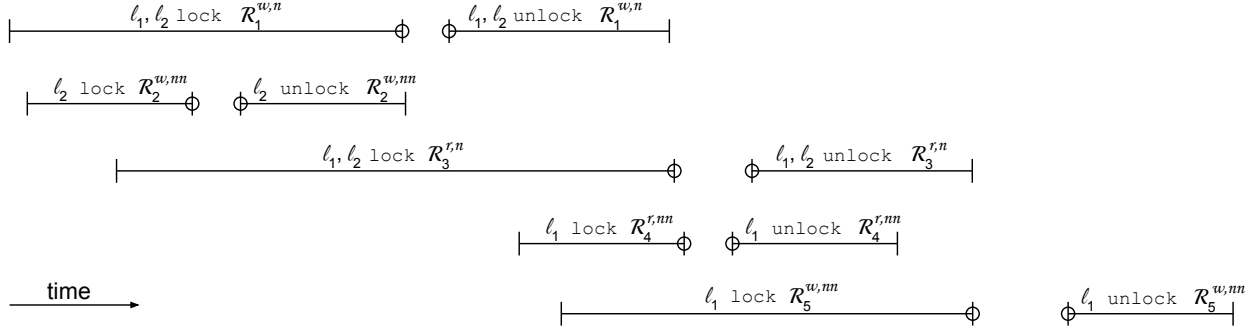 ℓ₁, ℓ₂ lock ℛ₁^{w,n} ℓ₁, ℓ₂ unlock ℛ₁^{w,n}
ℓ₂ lock ℛ₂^{w,nn} ℓ₂ unlock ℛ₂^{w,nn}
ℓ₁, ℓ₂ lock ℛ₃^{r,n} ℓ₁, ℓ₂ unlock ℛ₃^{r,n}
ℓ₁ lock ℛ₄^{r,nn} ℓ₁ unlock ℛ₄^{r,nn}
time
ℓ₁ lock ℛ₅^{w,nn} ℓ₁ unlock ℛ₅^{w,nn}